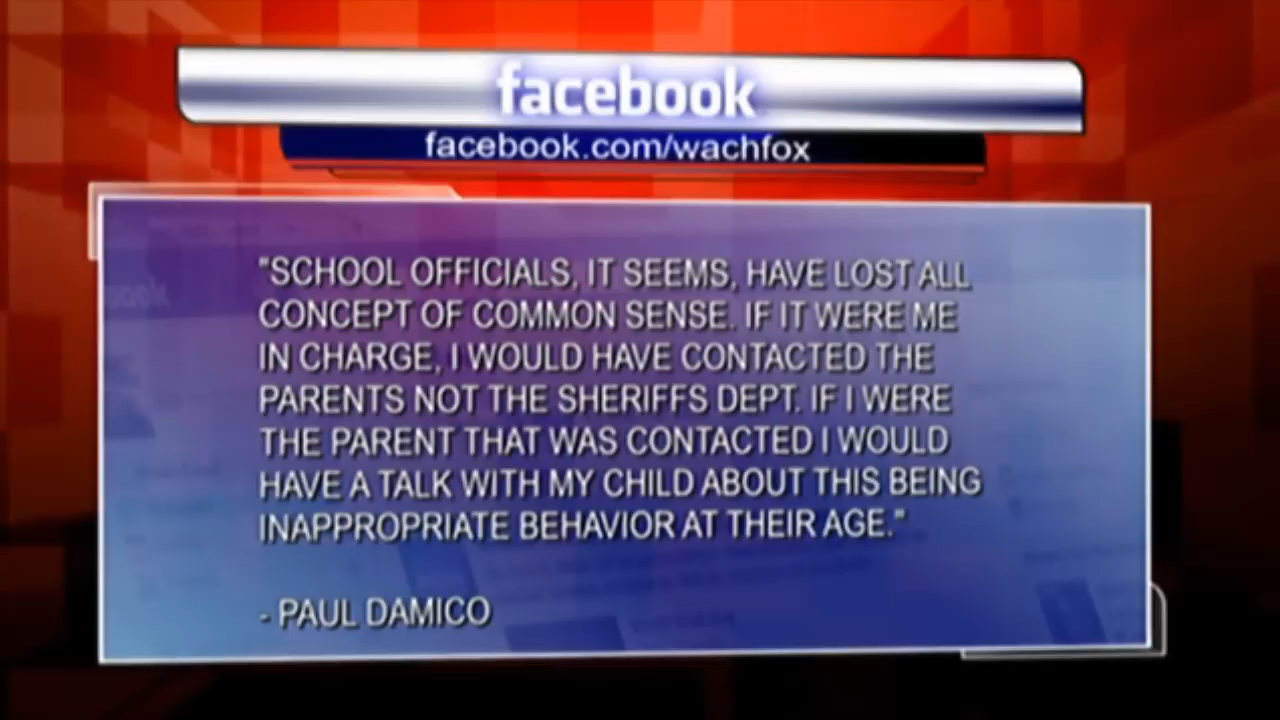 facebook
facebook.com/wachfox
"SCHOOL OFFICIALS, IT SEEMS, HAVE LOST ALL
CONCEPT OF COMMON SENSE. IF IT WERE ME
IN CHARGE, I WOULD HAVE CONTACTED THE
PARENTS NOT THE SHERIFFS DEPT. IF I WERE
THE PARENT THAT WAS CONTACTED I WOULD
HAVE A TALK WITH MY CHILD ABOUT THIS BEING
INAPPROPRIATE BEHAVIOR AT THEIR AGE."
- PAUL DAMICO